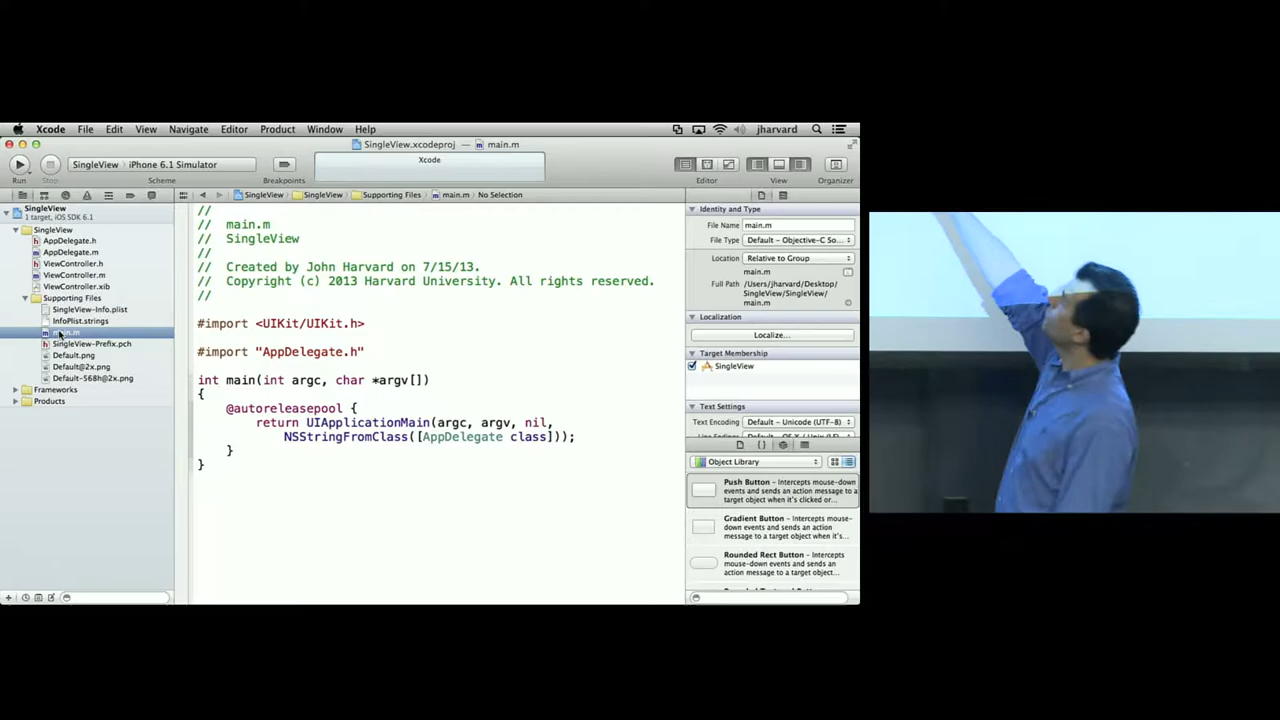 Xcode File Edit View Navigate Editor Product Window Help jharvard
SingleView.xcodeproj — main.m
SingleView iPhone 6.1 Simulator
Xcode
Run Stop Scheme Breakpoints Editor View Organizer
SingleView SingleView Supporting Files main.m No Selection
SingleView
1 target, iOS SDK 6.1
SingleView
AppDelegate.h
AppDelegate.m
ViewController.h
ViewController.m
ViewController.xib
Supporting Files
SingleView-Info.plist
InfoPlist.strings
main.m
SingleView-Prefix.pch
Default.png
Default@2x.png
Default-568h@2x.png
Frameworks
Products
//
// main.m
// SingleView
//
// Created by John Harvard on 7/15/13.
// Copyright (c) 2013 Harvard University. All rights reserved.
//
#import <UIKit/UIKit.h>
#import "AppDelegate.h"
int main(int argc, char *argv[])
{
@autoreleasepool {
return UIApplicationMain(argc, argv, nil,
NSStringFromClass([AppDelegate class]));
}
}
Identity and Type
File Name main.m
File Type Default - Objective-C So...
Location Relative to Group
main.m
Full Path /Users/jharvard/Desktop/
SingleView/SingleView/
main.m
Localization
Localize...
Target Membership
SingleView
Text Settings
Text Encoding Default - Unicode (UTF-8)
Object Library
Push Button – Intercepts mouse-down
events and sends an action message to a
target object when it's clicked or...
Gradient Button – Intercepts mouse-
down events and sends an action
message to a target object when it's...
Rounded Rect Button – Intercepts
mouse-down events and sends an
action message to a target object...